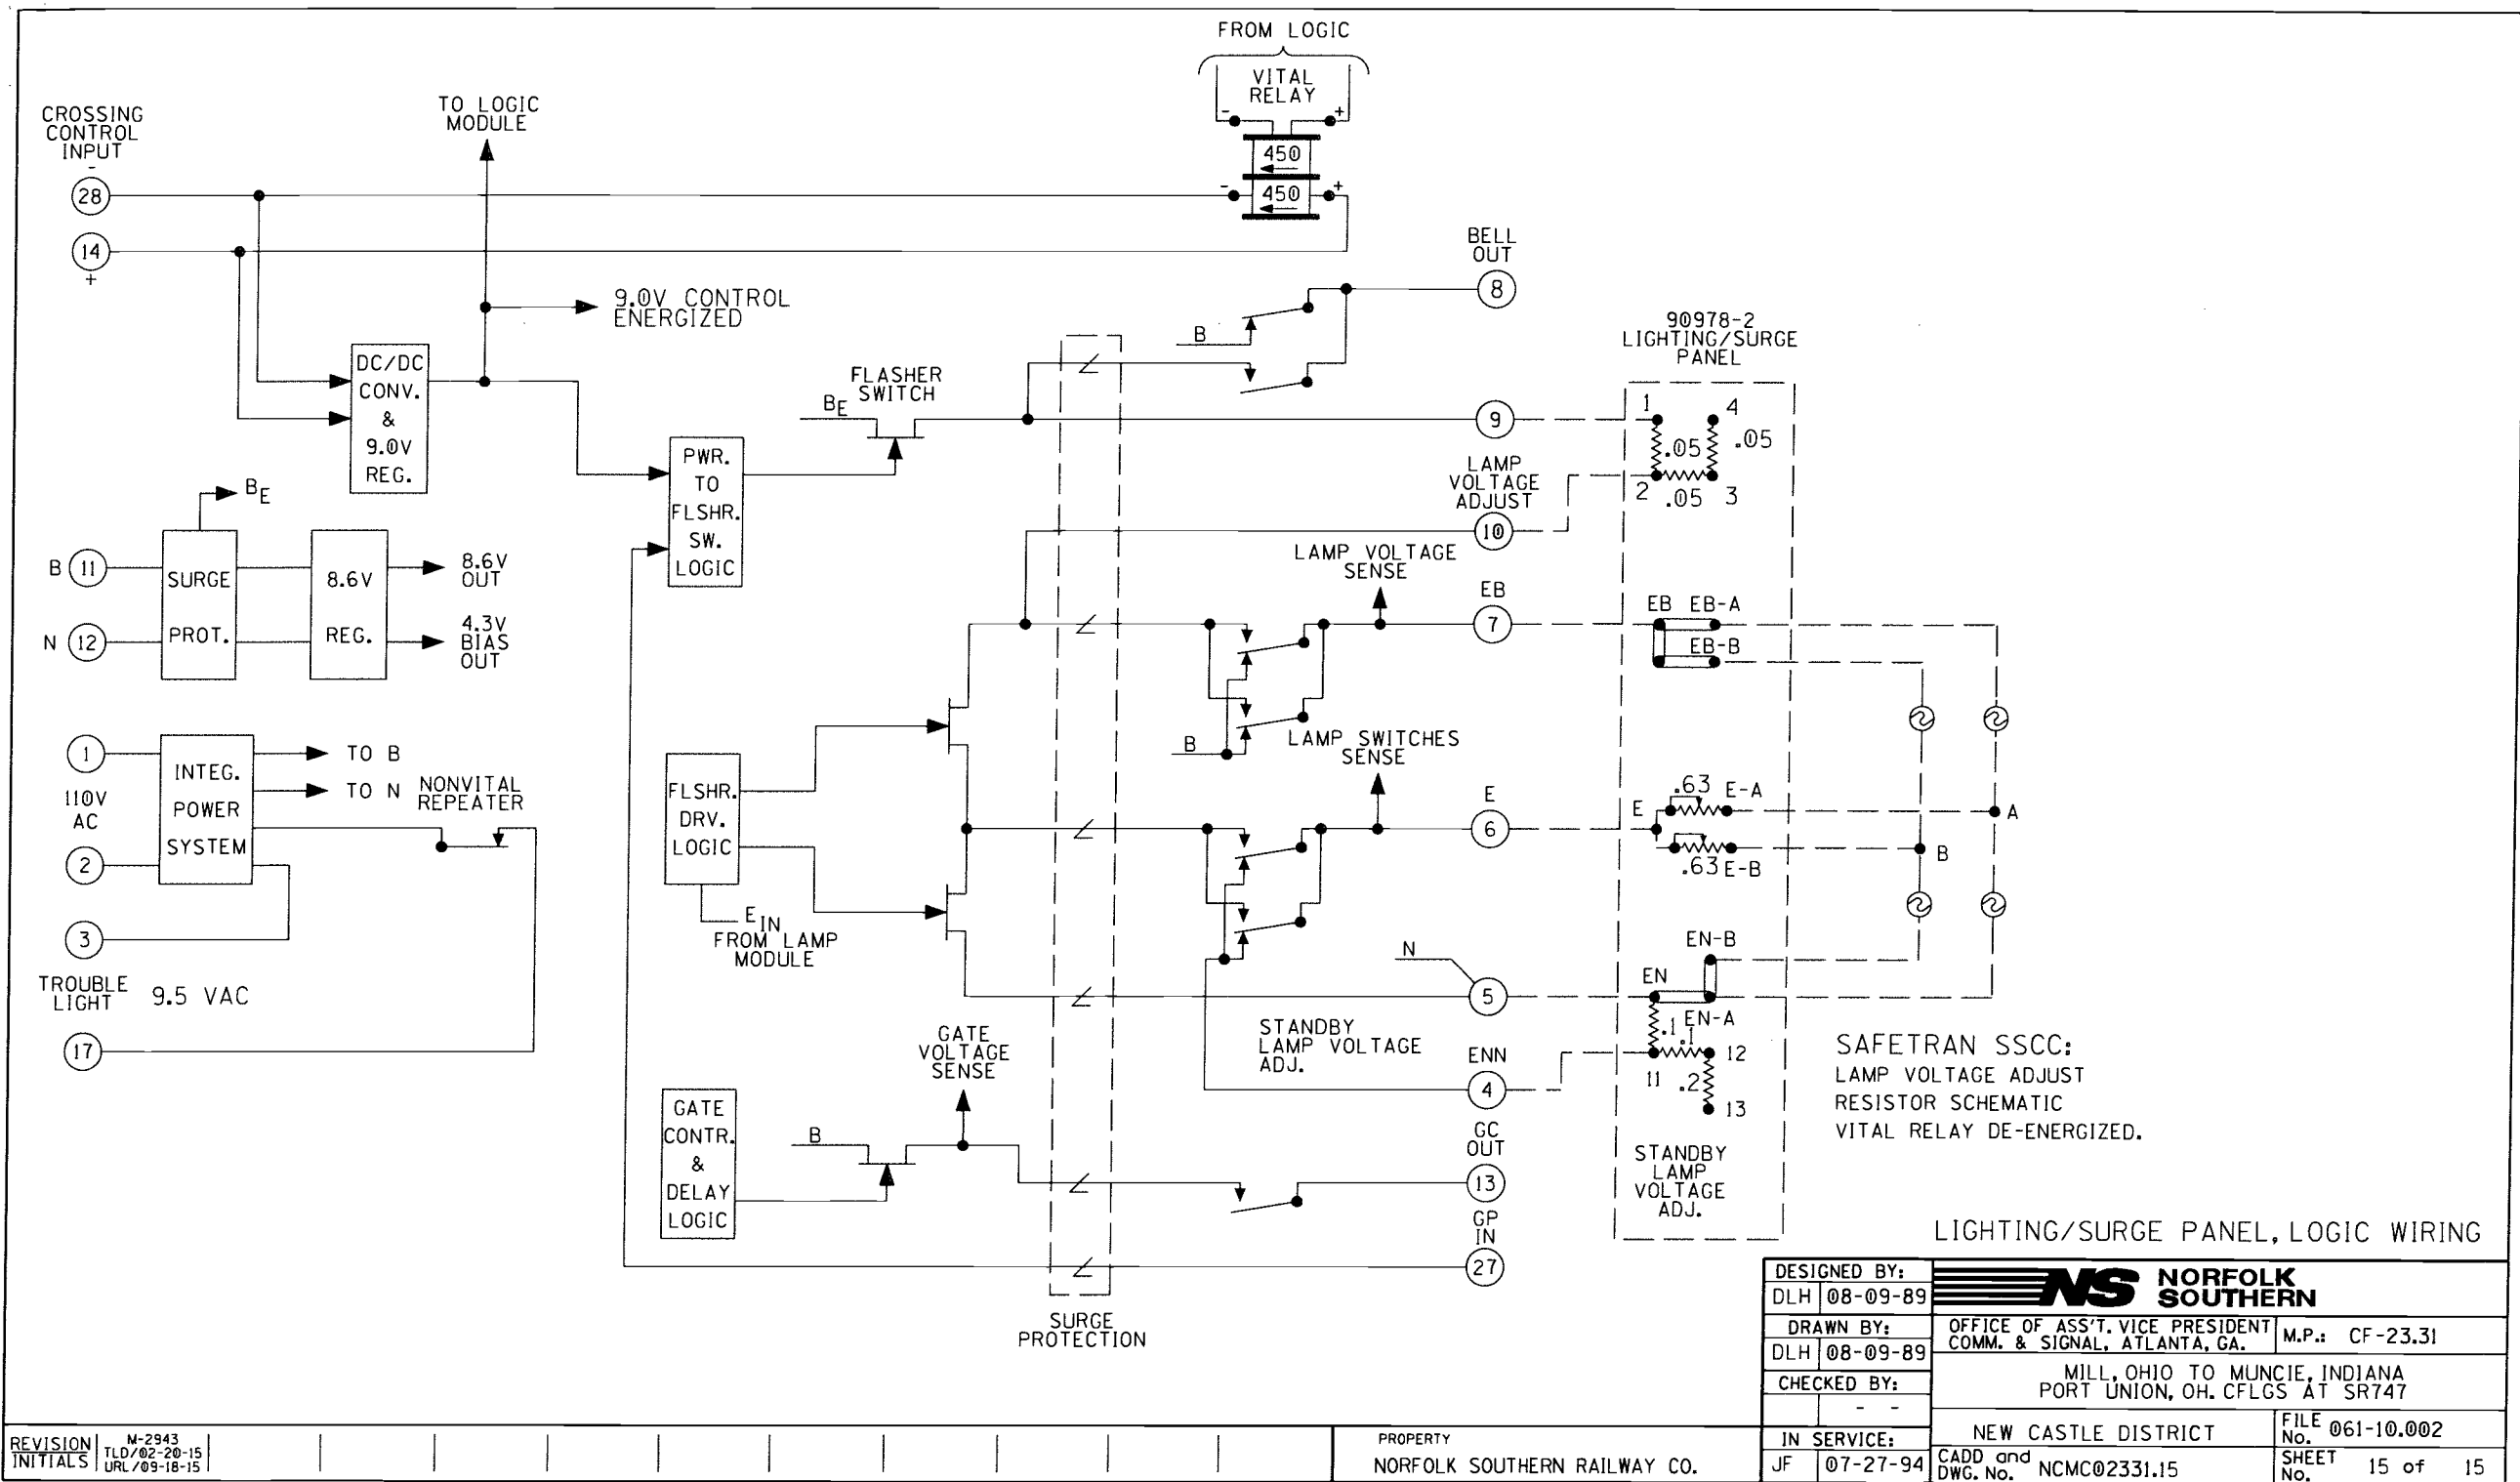 FROM LOGIC
VITAL
RELAY
- +
450
- 450 +
CROSSING
CONTROL
INPUT
-
28
14
+
TO LOGIC
MODULE
9.0V CONTROL
ENERGIZED
DC/DC
CONV.
&
9.0V
REG.
BELL
OUT
8
B
FLASHER
SWITCH
BE
9
PWR.
TO
FLSHR.
SW.
LOGIC
LAMP
VOLTAGE
ADJUST
10
90978-2
LIGHTING/SURGE
PANEL
1 4
.05 .05
2 .05 3
BE
B 11
N 12
SURGE
PROT.
8.6V
REG.
8.6V
OUT
4.3V
BIAS
OUT
LAMP VOLTAGE
SENSE
EB
7
B
EB EB-A
EB-B
1
110V
AC
2
3
INTEG.
POWER
SYSTEM
TO B
TO N
NONVITAL
REPEATER
TROUBLE
LIGHT 9.5 VAC
17
FLSHR.
DRV.
LOGIC
EIN
FROM LAMP
MODULE
LAMP SWITCHES
SENSE
E
6
.63 E-A
E
.63 E-B
A
B
N
5
EN-B
EN
EN-A
.1 .1
12
11 .2
13
STANDBY
LAMP VOLTAGE
ADJ.
ENN
4
STANDBY
LAMP
VOLTAGE
ADJ.
GATE
VOLTAGE
SENSE
GATE
CONTR.
&
DELAY
LOGIC
B
GC
OUT
13
GP
IN
27
SURGE
PROTECTION
SAFETRAN SSCC:
LAMP VOLTAGE ADJUST
RESISTOR SCHEMATIC
VITAL RELAY DE-ENERGIZED.
LIGHTING/SURGE PANEL, LOGIC WIRING
DESIGNED BY:
DLH 08-09-89
DRAWN BY:
DLH 08-09-89
CHECKED BY:
- -
IN SERVICE:
JF 07-27-94
NS NORFOLK
SOUTHERN
OFFICE OF ASS'T. VICE PRESIDENT
COMM. & SIGNAL, ATLANTA, GA.
M.P.: CF-23.31
MILL, OHIO TO MUNCIE, INDIANA
PORT UNION, OH. CFLGS AT SR747
NEW CASTLE DISTRICT
FILE No. 061-10.002
CADD and DWG. No. NCMC02331.15
SHEET No. 15 of 15
REVISION
INITIALS
M-2943
TLD/02-20-15
URL/09-18-15
PROPERTY
NORFOLK SOUTHERN RAILWAY CO.